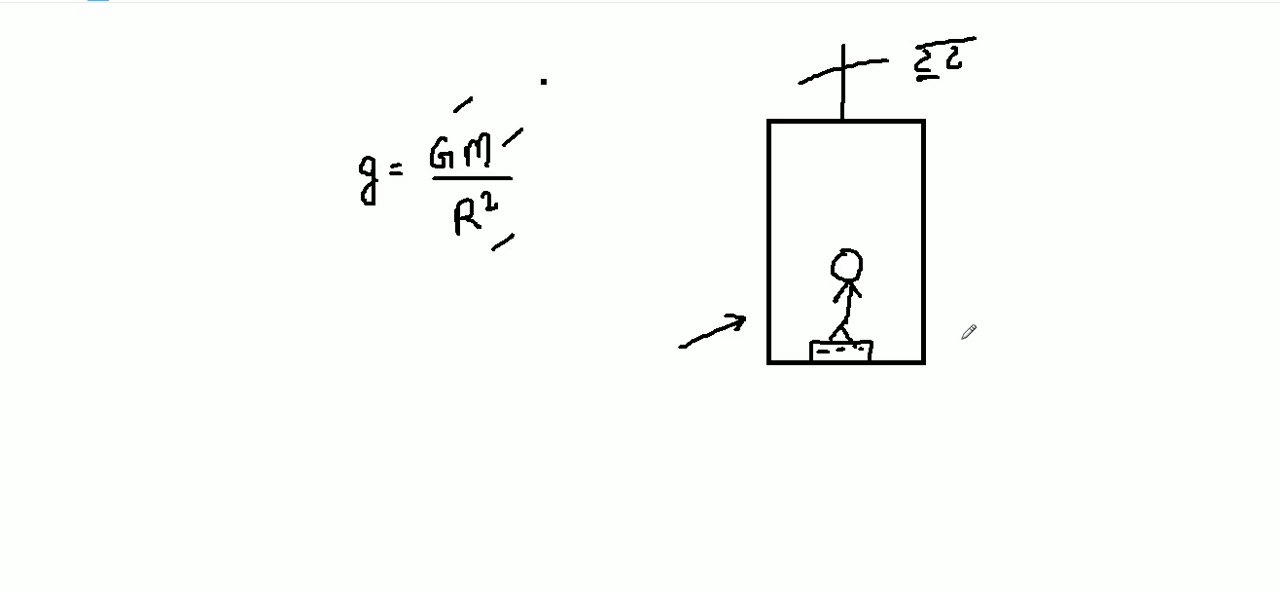 g = GM / R²